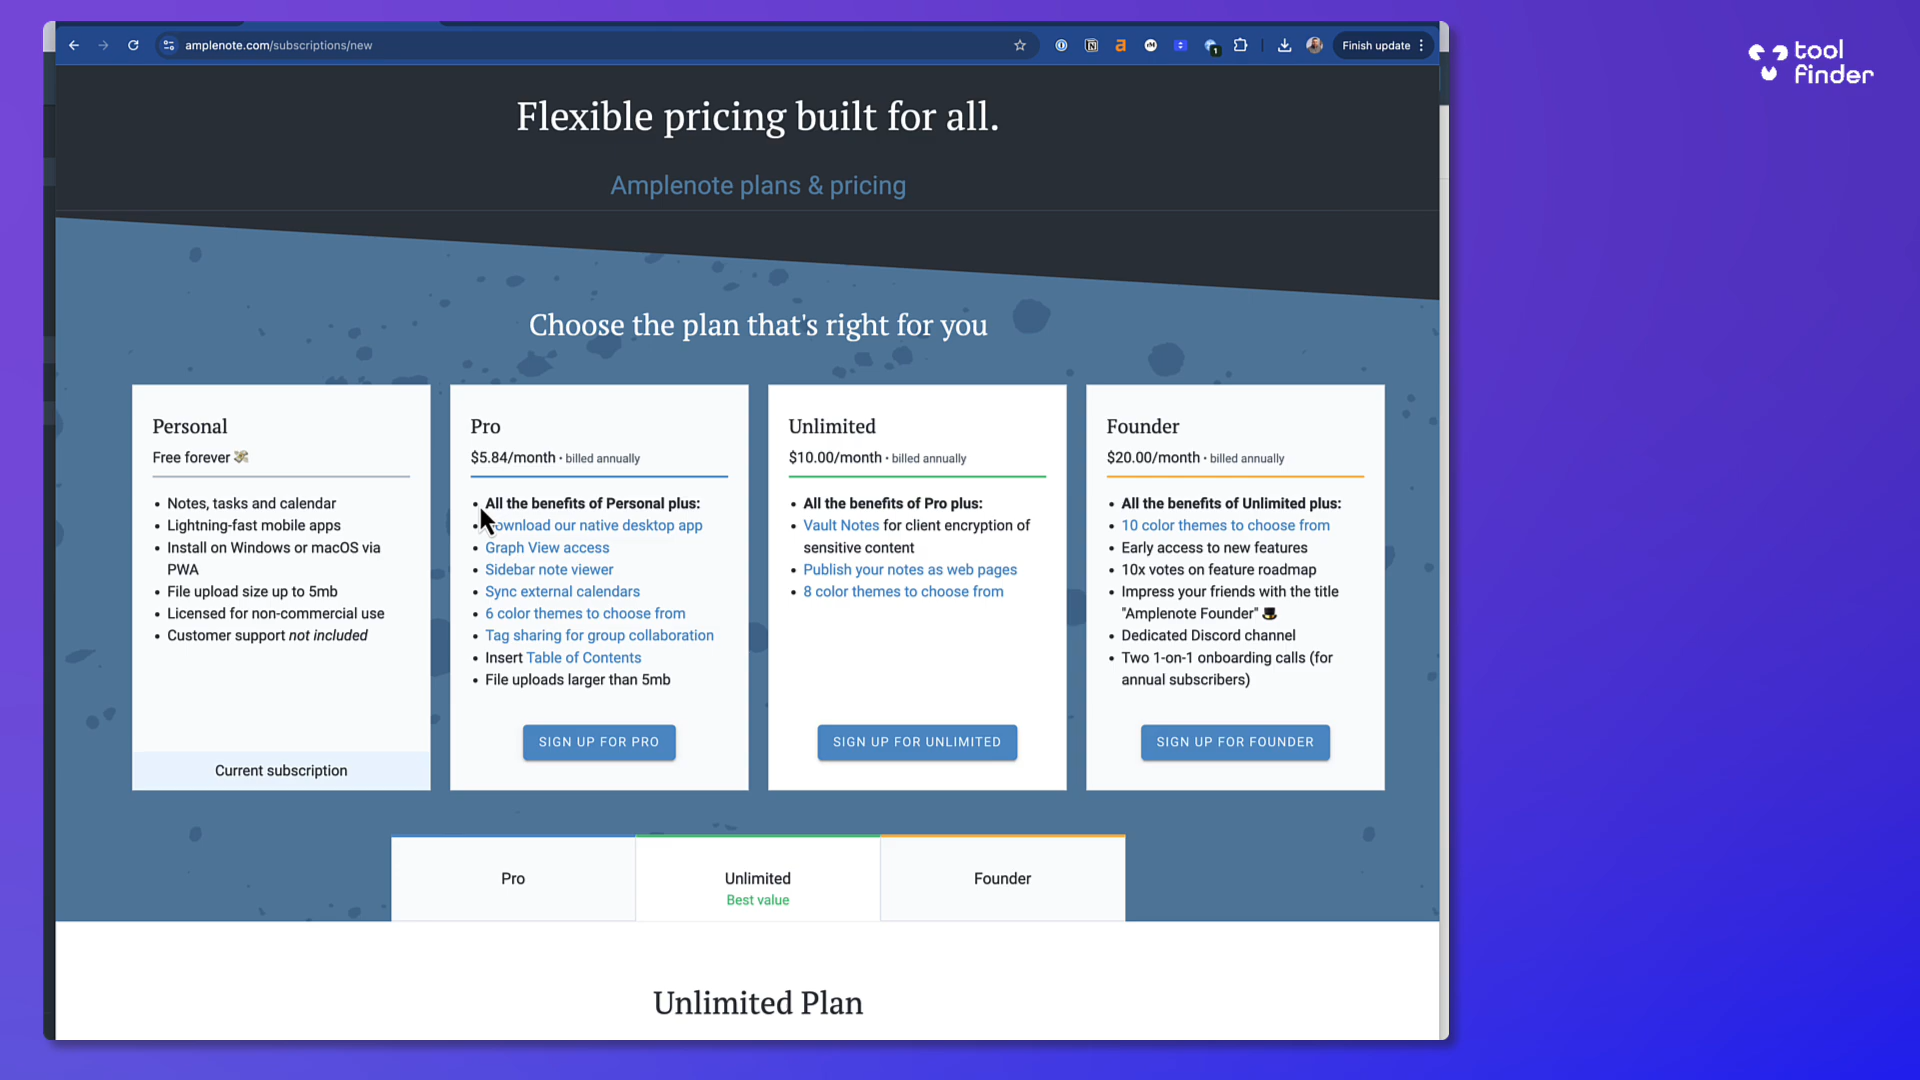 amplenote.com/subscriptions/new
a
1
Finish update
tool
finder
Flexible pricing built for all.
Amplenote plans & pricing
Choose the plan that's right for you
Personal
Free forever 💸
• Notes, tasks and calendar
• Lightning-fast mobile apps
• Install on Windows or macOS via
PWA
• File upload size up to 5mb
• Licensed for non-commercial use
• Customer support not included
Current subscription
Pro
$5.84/month • billed annually
• All the benefits of Personal plus:
• Download our native desktop app
• Graph View access
• Sidebar note viewer
• Sync external calendars
• 6 color themes to choose from
• Tag sharing for group collaboration
• Insert Table of Contents
• File uploads larger than 5mb
SIGN UP FOR PRO
Unlimited
$10.00/month • billed annually
• All the benefits of Pro plus:
• Vault Notes for client encryption of
sensitive content
• Publish your notes as web pages
• 8 color themes to choose from
SIGN UP FOR UNLIMITED
Founder
$20.00/month • billed annually
• All the benefits of Unlimited plus:
• 10 color themes to choose from
• Early access to new features
• 10x votes on feature roadmap
• Impress your friends with the title
"Amplenote Founder" 🎩
• Dedicated Discord channel
• Two 1-on-1 onboarding calls (for
annual subscribers)
SIGN UP FOR FOUNDER
Pro
Unlimited
Best value
Founder
Unlimited Plan